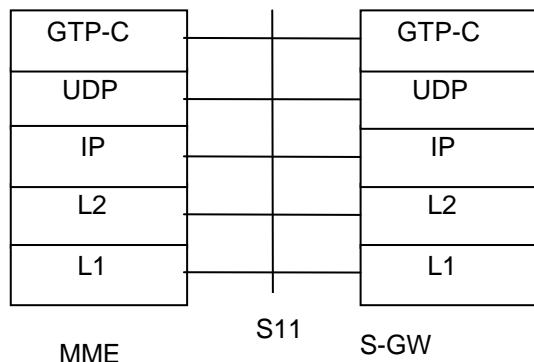 GTP-C GTP-C
UDP UDP
IP IP
L2 L2
L1 L1
S11
MME S-GW